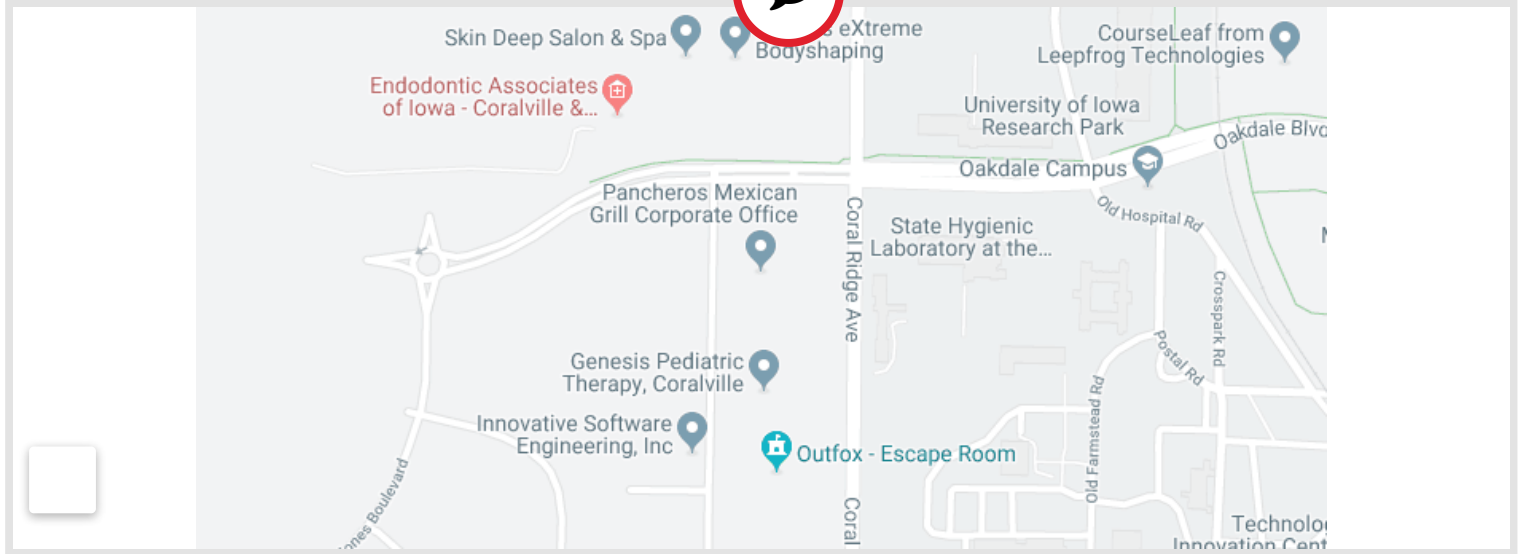 Skin Deep Salon & Spa
eXtreme
Bodyshaping
CourseLeaf from
Leepfrog Technologies
Endodontic Associates
of Iowa - Coralville &...
University of Iowa
Research Park
Oakdale Blvd
Oakdale Campus
Pancheros Mexican
Grill Corporate Office
Old Hospital Rd
Coral Ridge Ave
State Hygienic
Laboratory at the...
Crosspark Rd
Postal Rd
Genesis Pediatric
Therapy, Coralville
Old Farmstead Rd
Innovative Software
Engineering, Inc
Outfox - Escape Room
ones Boulevard
Coral
Technolo
Innovation Cent